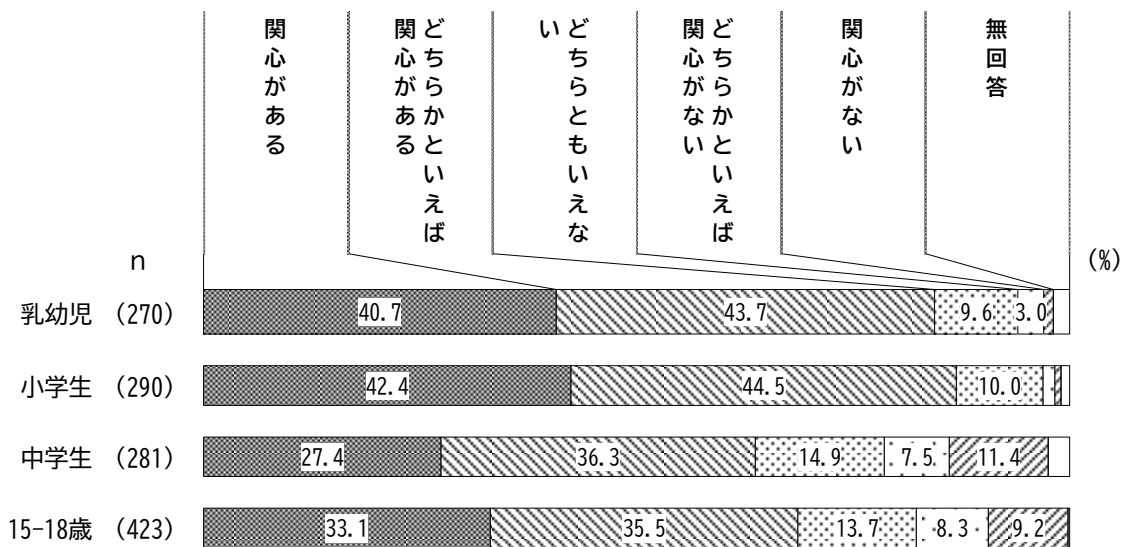 関心がある
どちらかといえば
関心がある
どちらともいえな
い
どちらかといえば
関心がない
関心がない
無回答
n
(%)
乳幼児 (270) 40.7 43.7 9.6 3.0
小学生 (290) 42.4 44.5 10.0
中学生 (281) 27.4 36.3 14.9 7.5 11.4
15-18歳 (423) 33.1 35.5 13.7 8.3 9.2